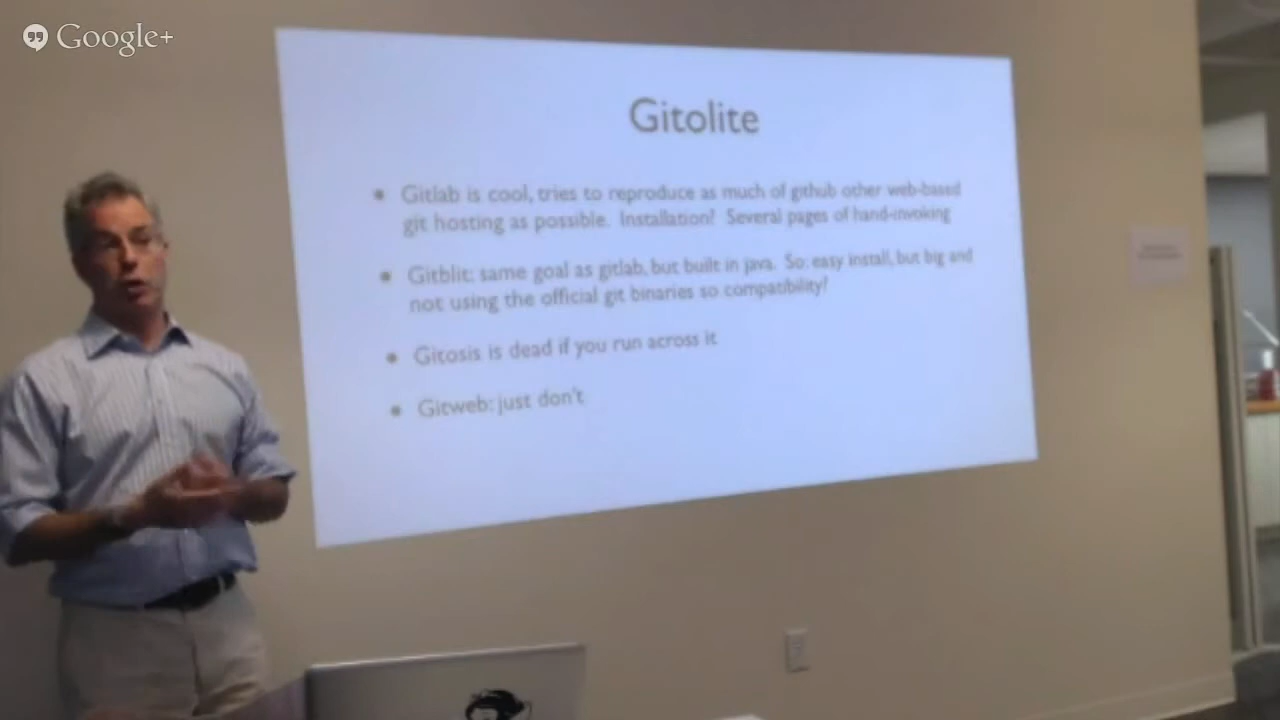 Google+
Gitolite
• Gitlab is cool, tries to reproduce as much of github other web-based
git hosting as possible. Installation? Several pages of hand-invoking
• Gitblit: same goal as gitlab, but built in java. So: easy install, but big and
not using the official git binaries so compatibility?
• Gitosis is dead if you run across it
• Gitweb: just don't